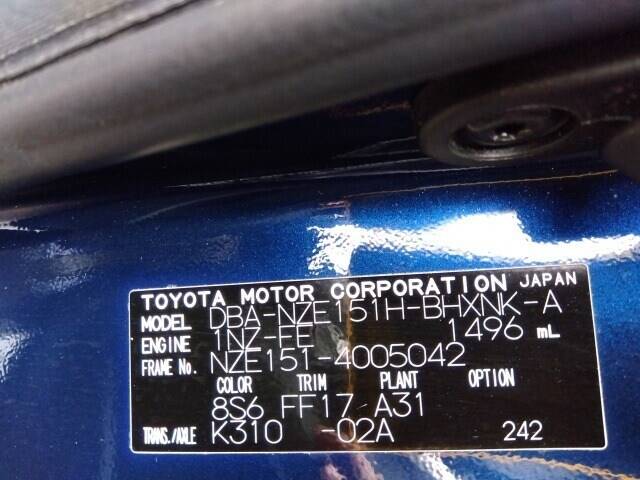 TOYOTA MOTOR CORPORATION JAPAN
MODEL DBA-NZE151H-BHXNK-A
ENGINE 1NZ-FE 1496 mL
FRAME No. NZE151-4005042
COLOR TRIM PLANT OPTION
8S6 FF17 A31
TRANS./AXLE K310 -02A 242